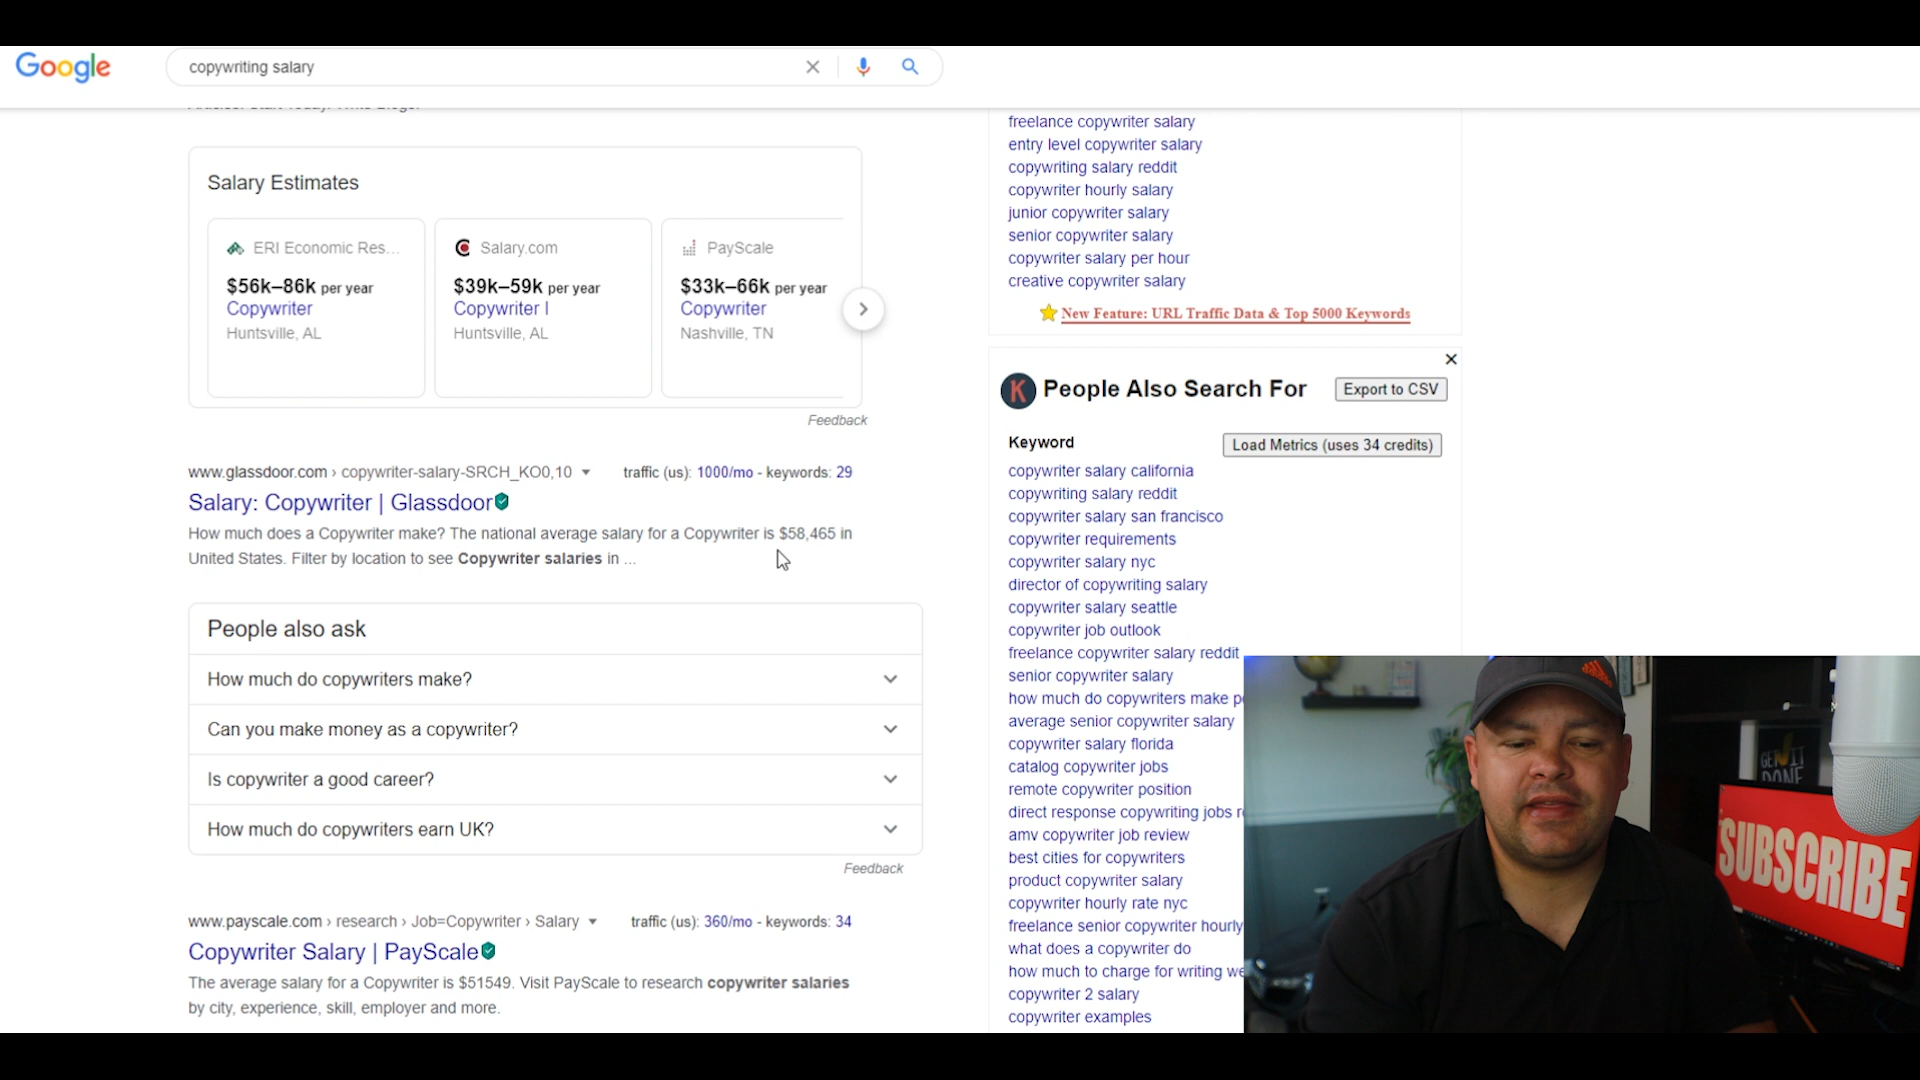 Google
copywriting salary
Salary Estimates
ERI Economic Res...
$56k–86k per year
Copywriter
Huntsville, AL
Salary.com
$39k–59k per year
Copywriter I
Huntsville, AL
PayScale
$33k–66k per year
Copywriter
Nashville, TN
Feedback
www.glassdoor.com › copywriter-salary-SRCH_KO0,10
traffic (us): 1000/mo - keywords: 29
Salary: Copywriter | Glassdoor
How much does a Copywriter make? The national average salary for a Copywriter is $58,465 in
United States. Filter by location to see Copywriter salaries in ...
People also ask
How much do copywriters make?
Can you make money as a copywriter?
Is copywriter a good career?
How much do copywriters earn UK?
Feedback
www.payscale.com › research › Job=Copywriter › Salary
traffic (us): 360/mo - keywords: 34
Copywriter Salary | PayScale
The average salary for a Copywriter is $51549. Visit PayScale to research copywriter salaries
by city, experience, skill, employer and more.
freelance copywriter salary
entry level copywriter salary
copywriting salary reddit
copywriter hourly salary
junior copywriter salary
senior copywriter salary
copywriter salary per hour
creative copywriter salary
New Feature: URL Traffic Data & Top 5000 Keywords
K People Also Search For
Export to CSV
Keyword
Load Metrics (uses 34 credits)
copywriter salary california
copywriting salary reddit
copywriter salary san francisco
copywriter requirements
copywriter salary nyc
director of copywriting salary
copywriter salary seattle
copywriter job outlook
freelance copywriter salary reddit
senior copywriter salary
how much do copywriters make
average senior copywriter salary
copywriter salary florida
catalog copywriter jobs
remote copywriter position
direct response copywriting jobs
amv copywriter job review
best cities for copywriters
product copywriter salary
copywriter hourly rate nyc
freelance senior copywriter hourly
what does a copywriter do
how much to charge for writing
copywriter 2 salary
copywriter examples
GET IT
DONE
SUBSCRIBE